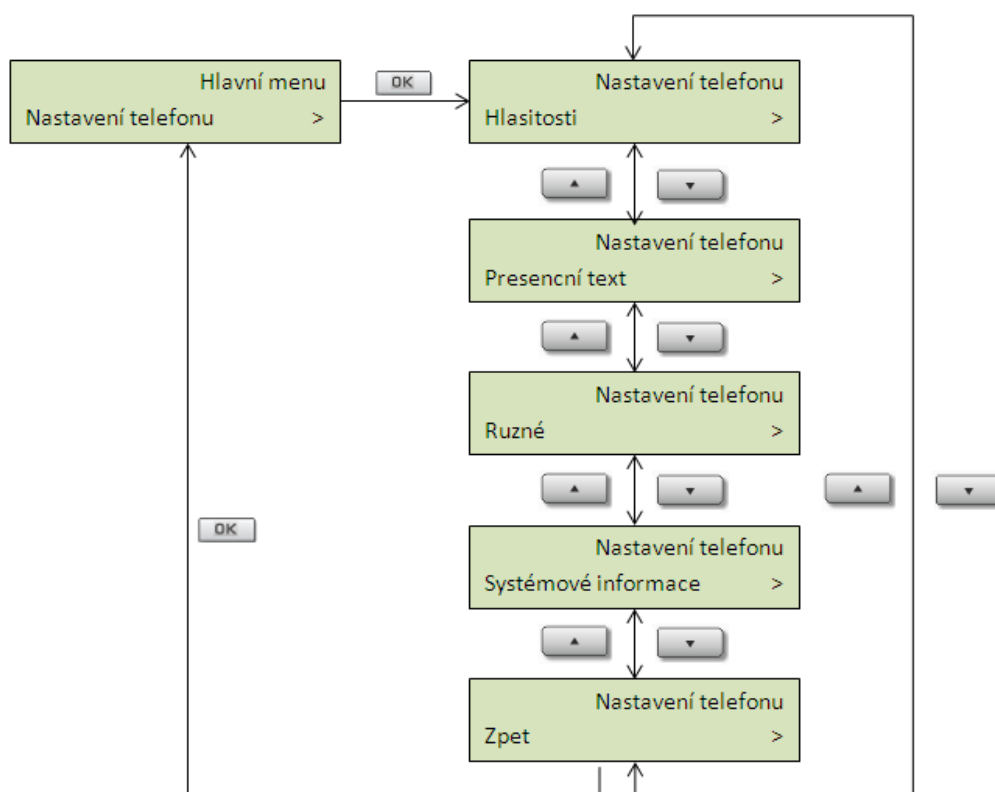 Hlavní menu
Nastavení telefonu >
OK
Nastavení telefonu
Hlasitosti >
Nastavení telefonu
Presencní text >
Nastavení telefonu
Ruzné >
OK
Nastavení telefonu
Systémové informace >
Nastavení telefonu
Zpet >